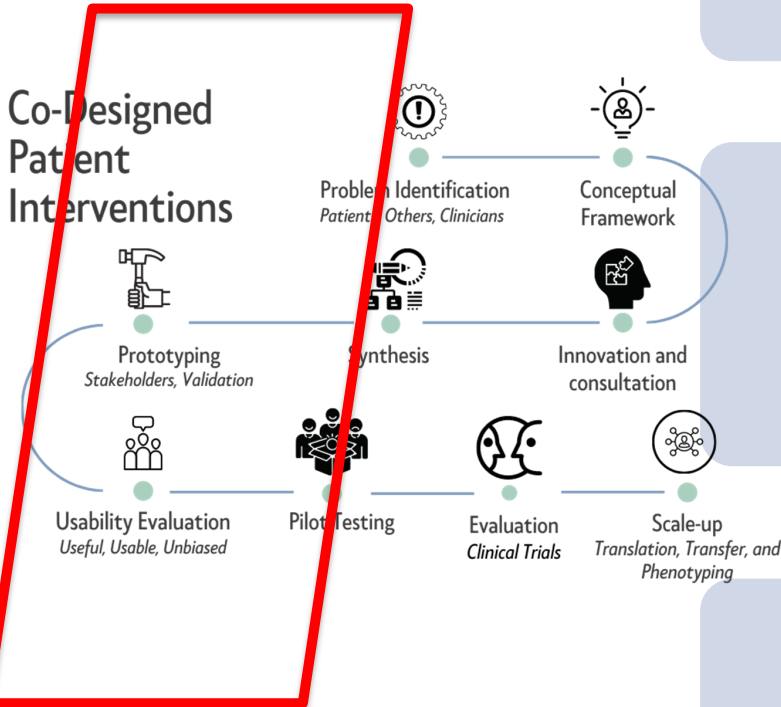 Co-Designed
Patient
Interventions
Problem Identification
Patients, Others, Clinicians
Conceptual
Framework
Prototyping
Stakeholders, Validation
Synthesis
Innovation and
consultation
Usability Evaluation
Useful, Usable, Unbiased
Pilot Testing
Evaluation
Clinical Trials
Scale-up
Translation, Transfer, and
Phenotyping